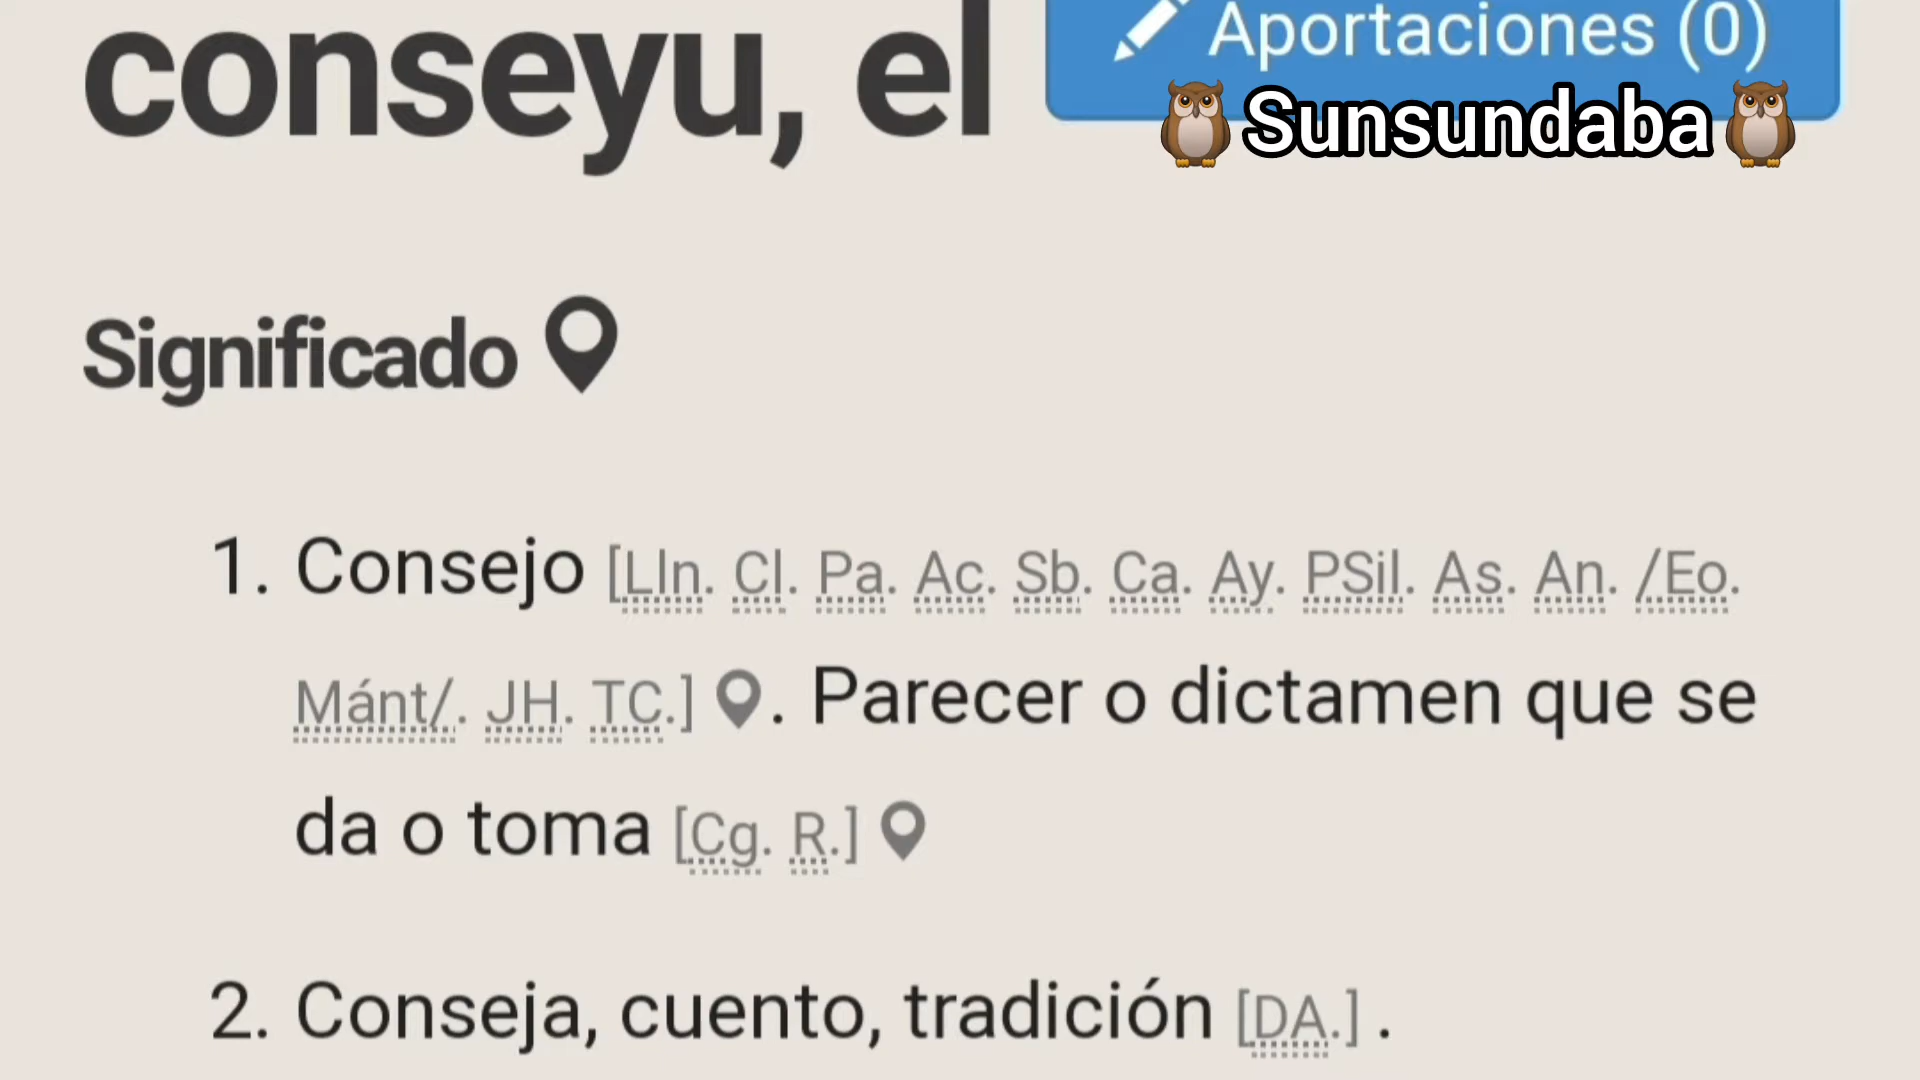 conseyu, el
Aportaciones (0)
Sunsundaba
Significado
1. Consejo [Lln. Cl. Pa. Ac. Sb. Ca. Ay. PSil. As. An. /Eo.
Mánt/. JH. TC.] . Parecer o dictamen que se
da o toma [Cg. R.]
2. Conseja, cuento, tradición [DA.] .